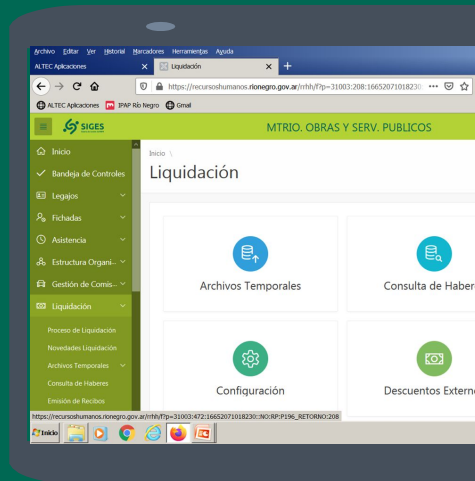 Archivo Editar Ver Historial Marcadores Herramientas Ayuda
ALTEC Aplicaciones
Liquidación
https://recursoshumanos.rionegro.gov.ar/rrhh/f?p=31003:208:16652071018230.
ALTEC Aplicaciones IPAP Río Negro Gmail
SIGES
MTRIO. OBRAS Y SERV. PUBLICOS
Inicio
Bandeja de Controles
Legajos
Fichadas
Asistencia
Estructura Organi...
Gestión de Comis...
Liquidación
Proceso de Liquidación
Novedades Liquidación
Archivos Temporales
Consulta de Haberes
Emisión de Recibos
Inicio \
Liquidación
Archivos Temporales
Consulta de Haber
Configuración
Descuentos Extern
https://recursoshumanos.rionegro.gov.ar/rrhh/f?p=31003:472:16652071018230::NO:RP:P196_RETORNO:208
Inicio